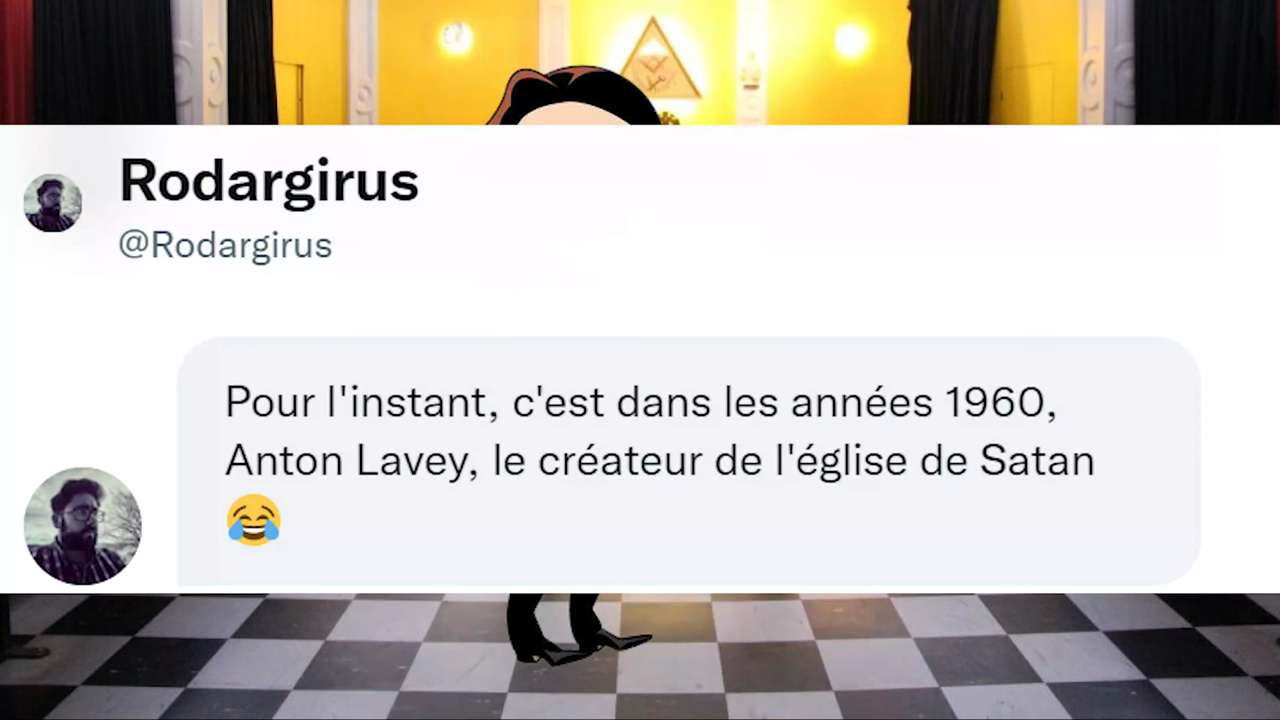 Rodargirus
@Rodargirus
Pour l'instant, c'est dans les années 1960,
Anton Lavey, le créateur de l'église de Satan
😂